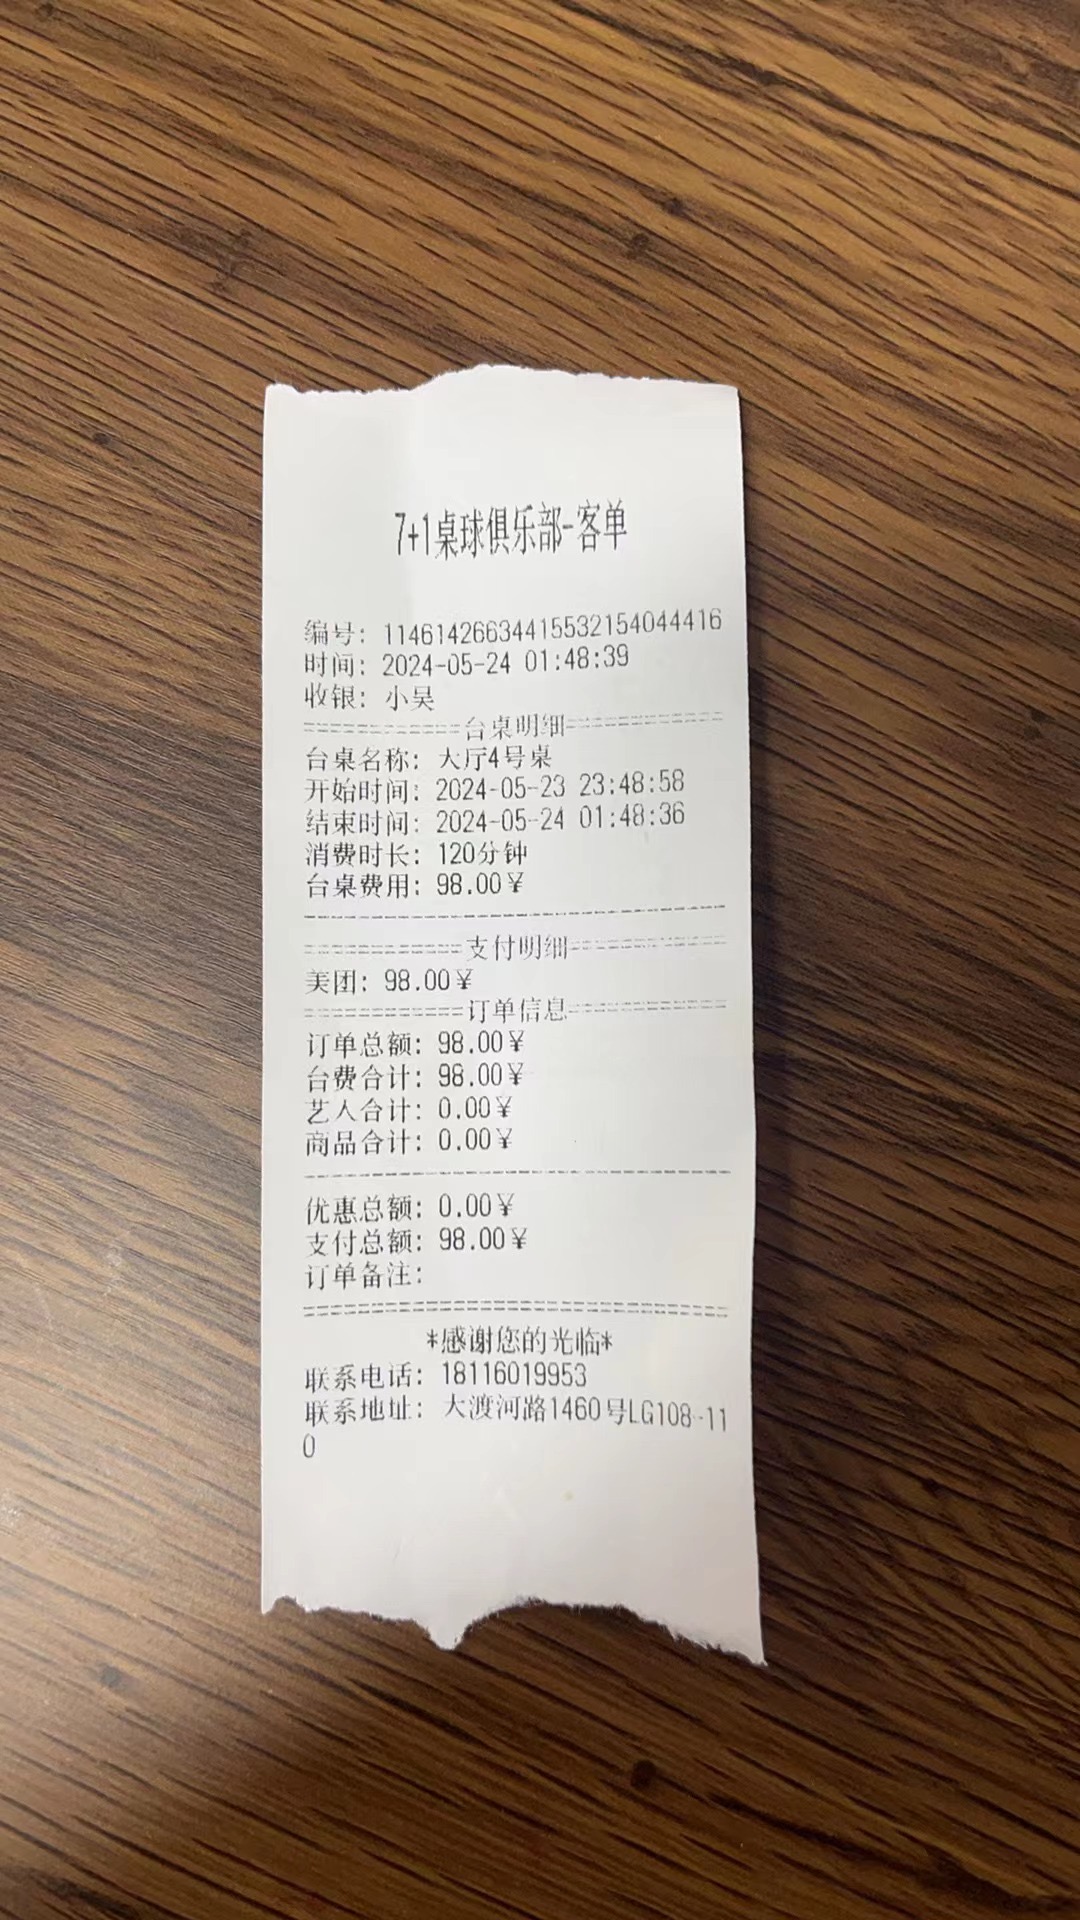 7+1桌球俱乐部-客单
编号: 1146142663441553215404​4416
时间: 2024-05-24 01:48:39
收银: 小吴
============台桌明细============
台桌名称: 大厅4号桌
开始时间: 2024-05-23 23:48:58
结束时间: 2024-05-24 01:48:36
消费时长: 120分钟
台桌费用: 98.00¥
--------------------------------
============支付明细============
美团: 98.00¥
============订单信息============
订单总额: 98.00¥
台费合计: 98.00¥
艺人合计: 0.00¥
商品合计: 0.00¥
--------------------------------
优惠总额: 0.00¥
支付总额: 98.00¥
订单备注:
================================
*感谢您的光临*
联系电话: 18116019953
联系地址: 大渡河路1460号LG108-11
0